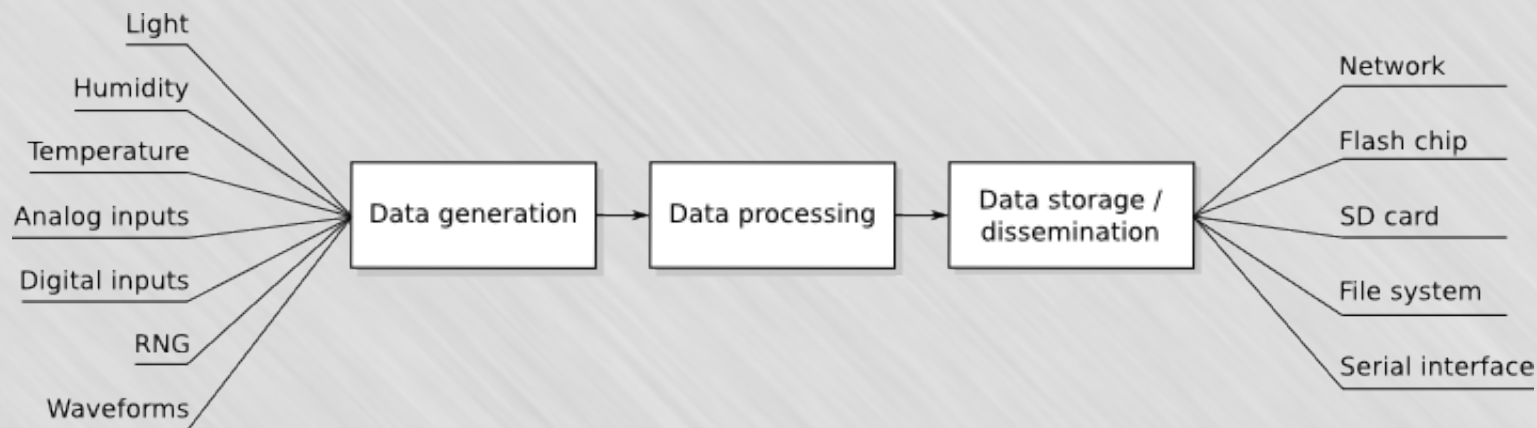 Light
Humidity
Temperature
Analog inputs
Digital inputs
RNG
Waveforms
Data generation
Data processing
Data storage /
dissemination
Network
Flash chip
SD card
File system
Serial interface